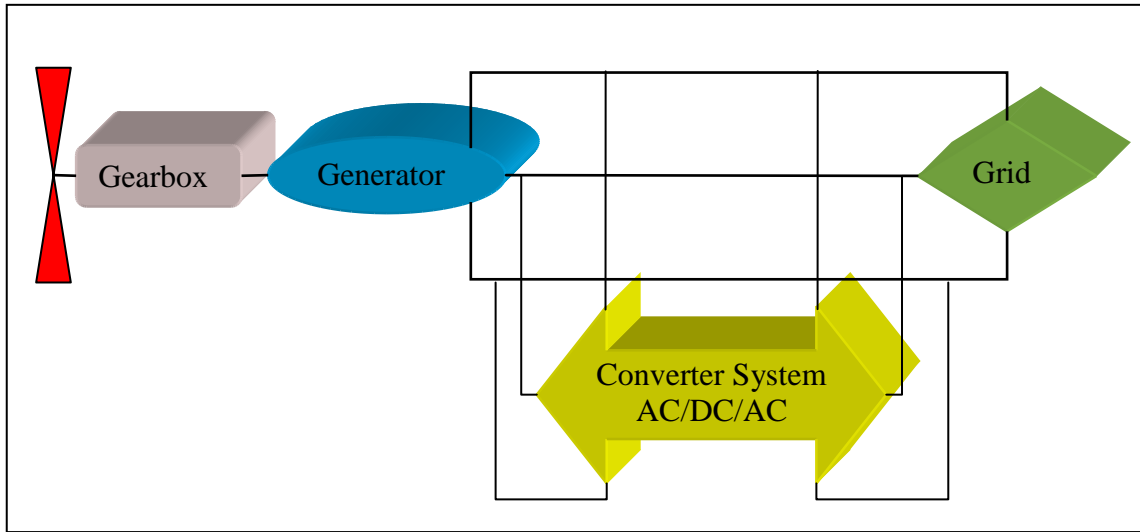 Gearbox
Generator
Grid
Converter System
AC/DC/AC